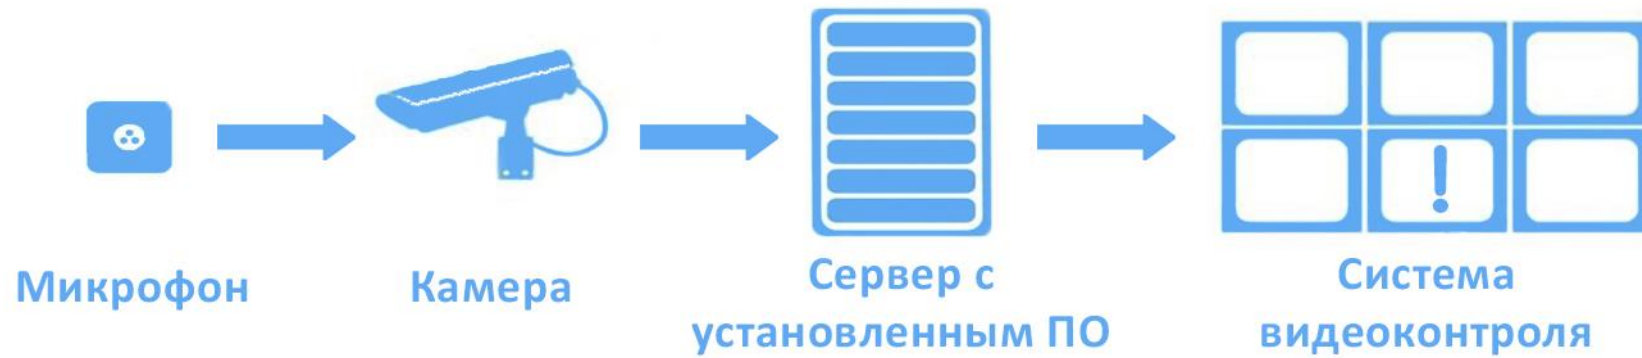 Микрофон
Камера
Сервер с
установленным ПО
Система
видеоконтроля